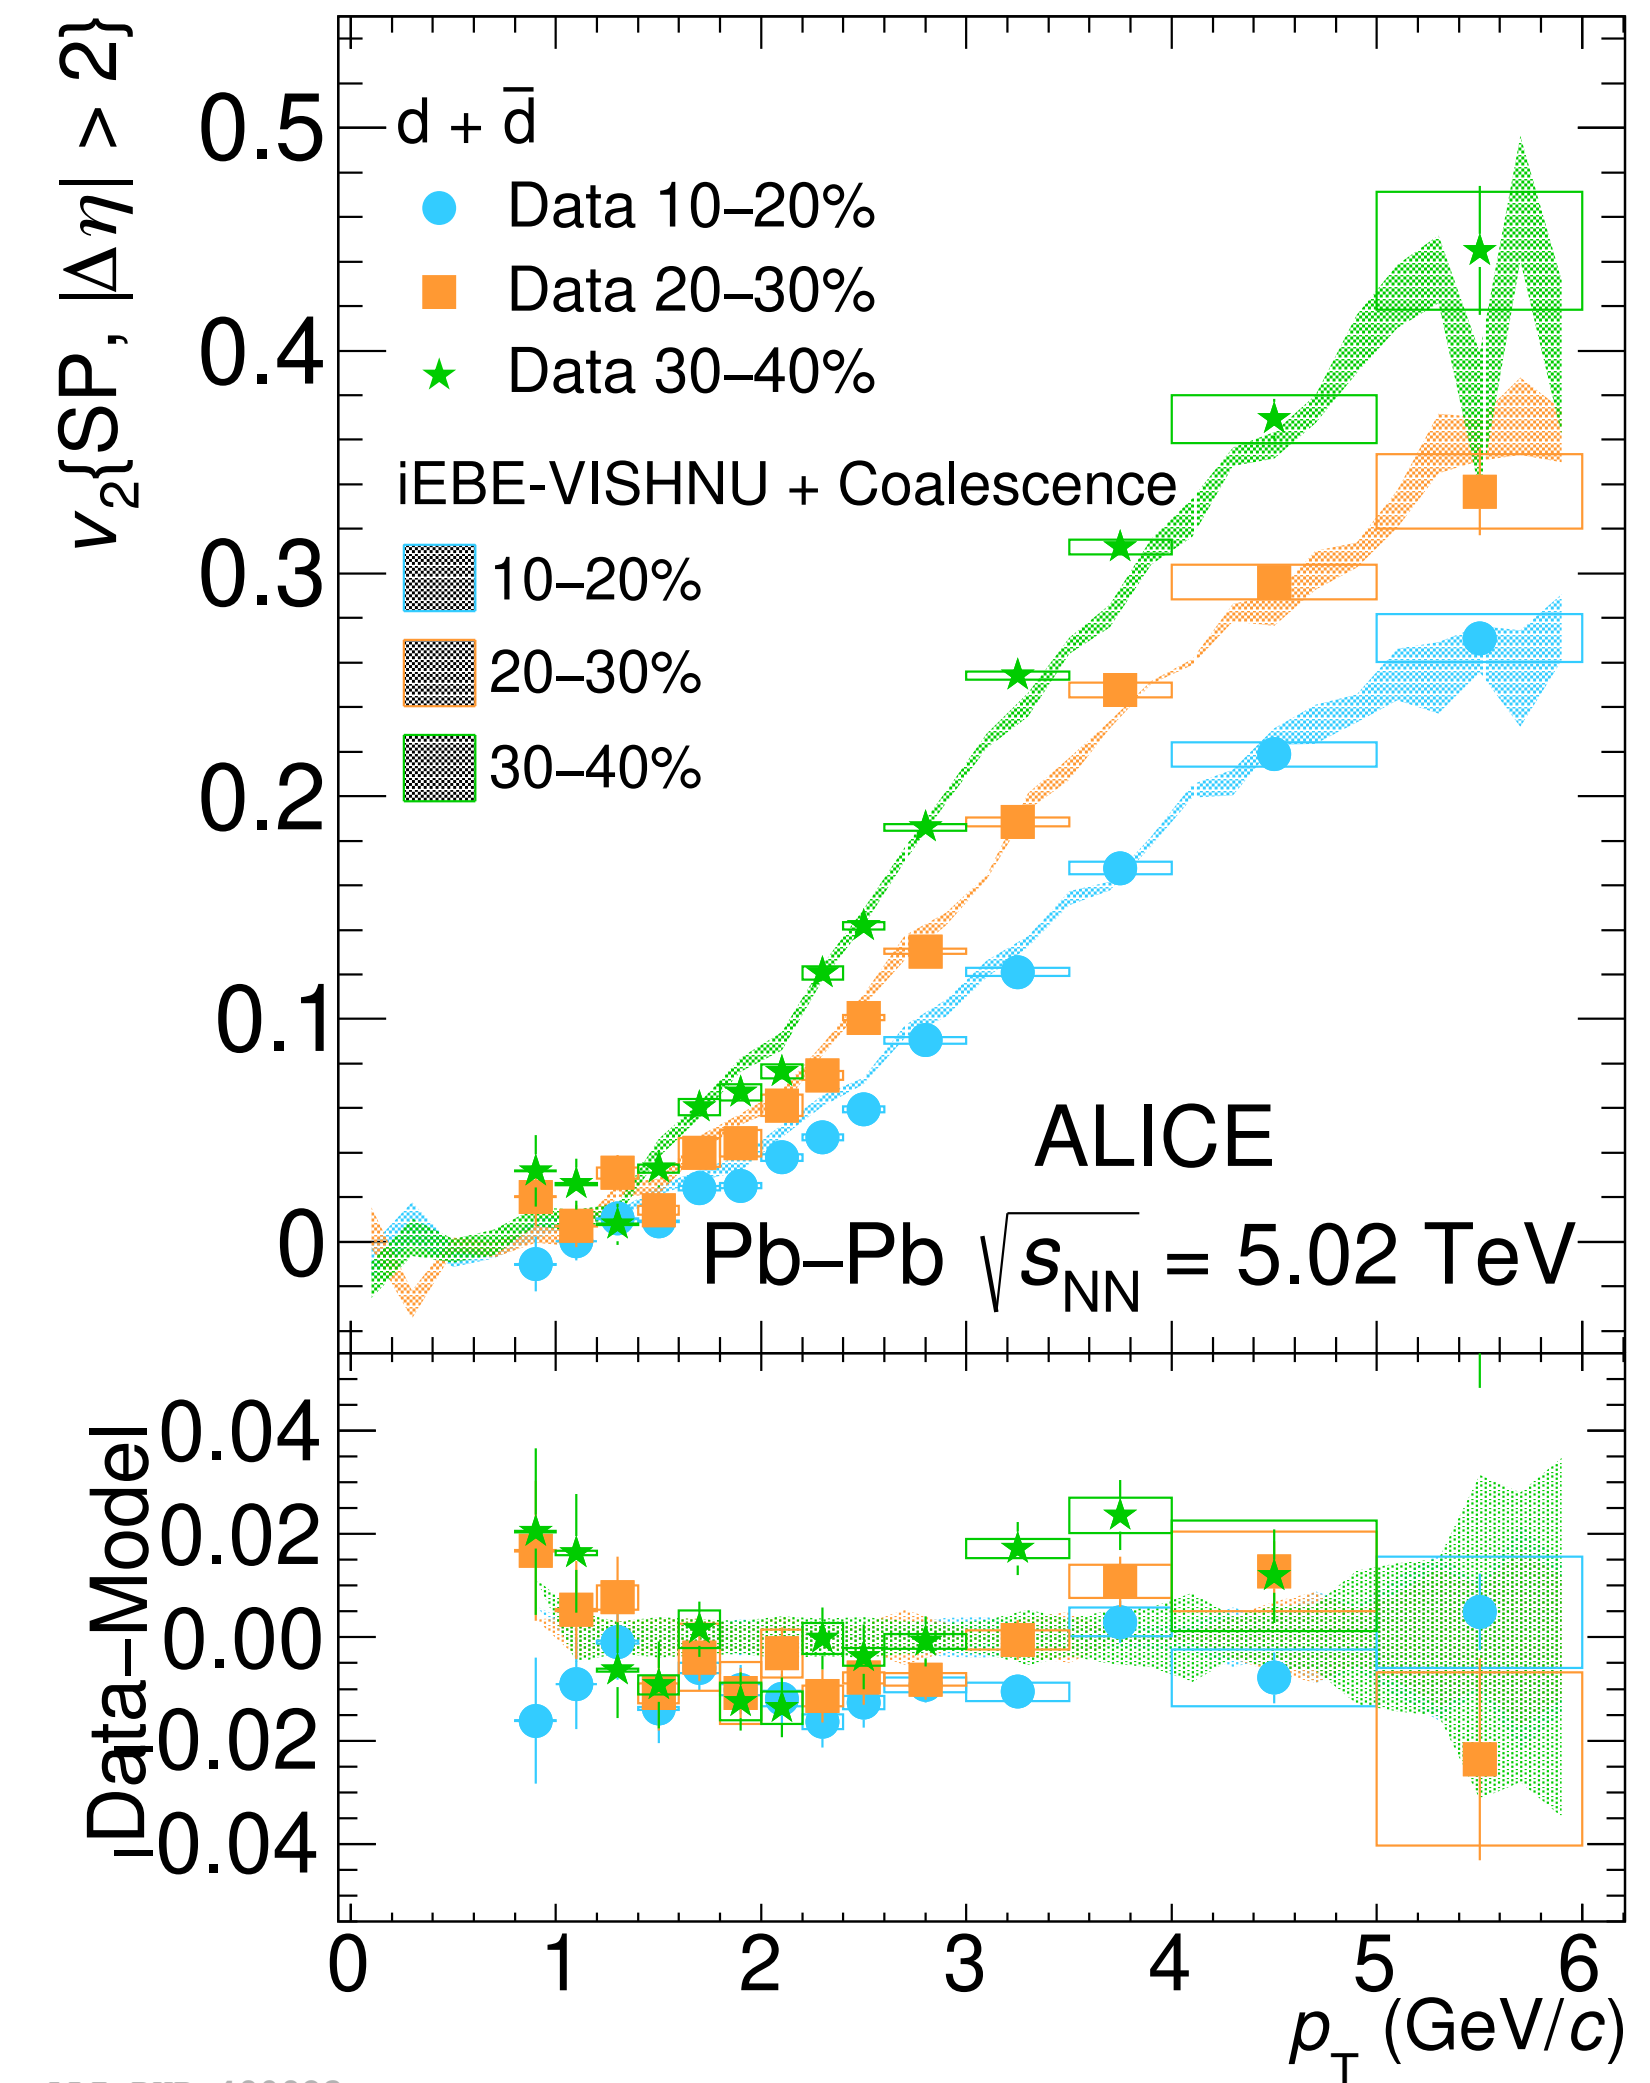 v2{SP, |Δη| > 2}
0.5
0.4
0.3
0.2
0.1
0
d + d̄
Data 10–20%
Data 20–30%
Data 30–40%
iEBE-VISHNU + Coalescence
10–20%
20–30%
30–40%
ALICE
Pb–Pb √sNN = 5.02 TeV
Data–Model
0.04
0.02
0.00
–0.02
–0.04
0 1 2 3 4 5 6
pT (GeV/c)